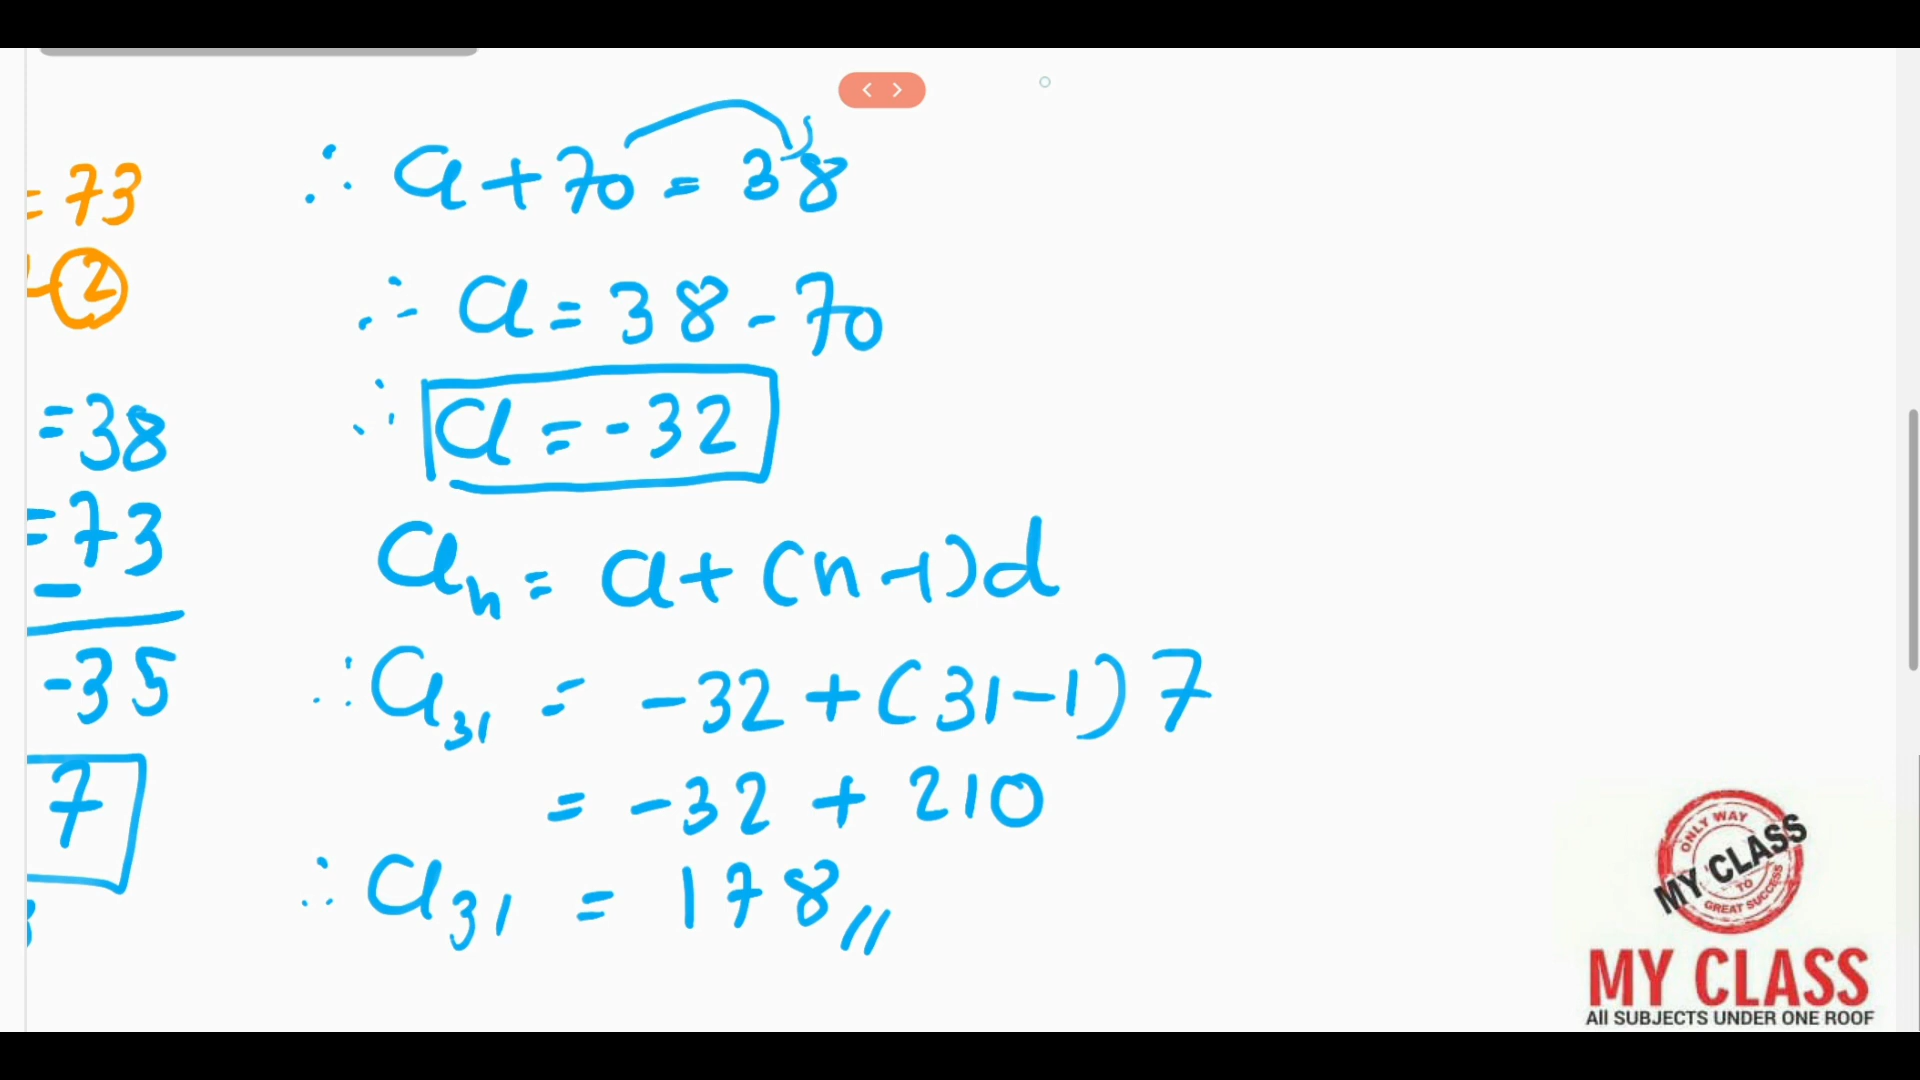 = 73
2
= 38
= 73
-
-35
7
∴ a + 70 = 38
∴ a = 38 - 70
∴ a = -32
aₙ = a + (n - 1) d
∴ a₃₁ = -32 + (31 - 1) 7
= -32 + 210
∴ a₃₁ = 178 //
ONLY WAY
MY CLASS
TO
GREAT SUCCESS
MY CLASS
All SUBJECTS UNDER ONE ROOF